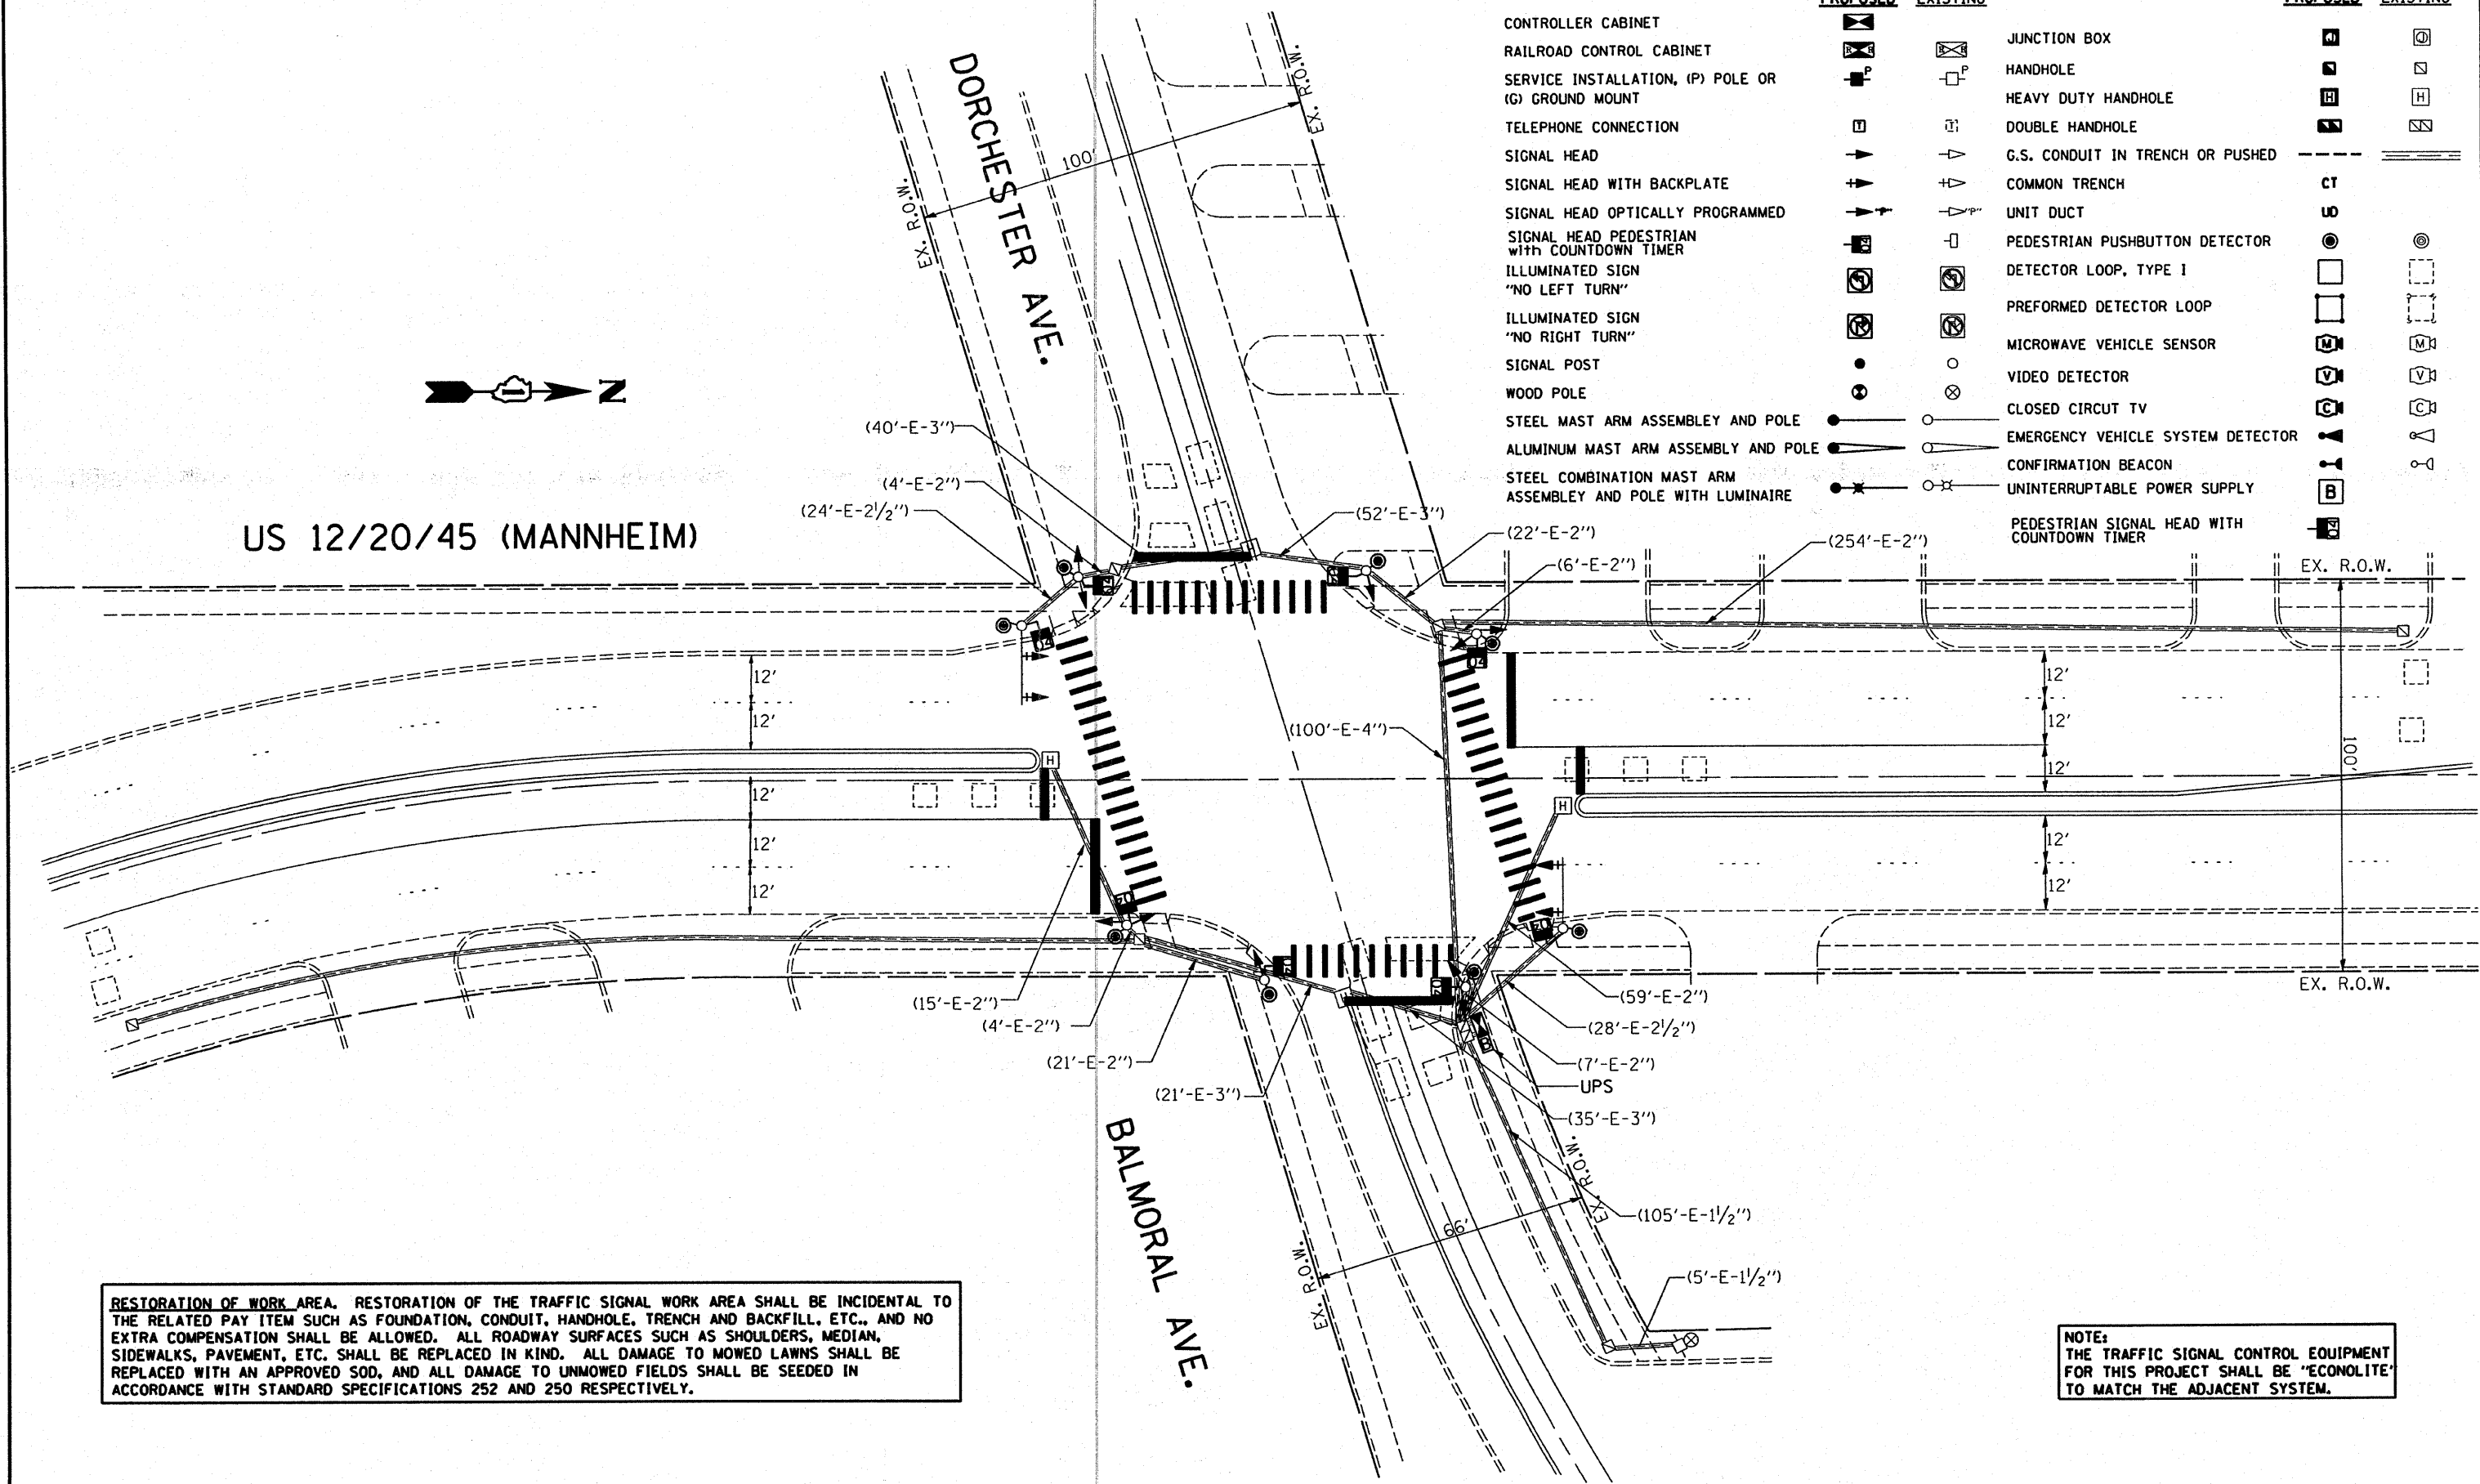 PROPOSED EXISTING
CONTROLLER CABINET
RAILROAD CONTROL CABINET
SERVICE INSTALLATION, (P) POLE OR
(G) GROUND MOUNT
TELEPHONE CONNECTION
SIGNAL HEAD
SIGNAL HEAD WITH BACKPLATE
SIGNAL HEAD OPTICALLY PROGRAMMED
SIGNAL HEAD PEDESTRIAN
with COUNTDOWN TIMER
ILLUMINATED SIGN
"NO LEFT TURN"
ILLUMINATED SIGN
"NO RIGHT TURN"
SIGNAL POST
WOOD POLE
STEEL MAST ARM ASSEMBLEY AND POLE
ALUMINUM MAST ARM ASSEMBLY AND POLE
STEEL COMBINATION MAST ARM
ASSEMBLEY AND POLE WITH LUMINAIRE
PROPOSED EXISTING
JUNCTION BOX
HANDHOLE
HEAVY DUTY HANDHOLE
DOUBLE HANDHOLE
G.S. CONDUIT IN TRENCH OR PUSHED
COMMON TRENCH CT
UNIT DUCT UD
PEDESTRIAN PUSHBUTTON DETECTOR
DETECTOR LOOP, TYPE I
PREFORMED DETECTOR LOOP
MICROWAVE VEHICLE SENSOR
VIDEO DETECTOR
CLOSED CIRCUT TV
EMERGENCY VEHICLE SYSTEM DETECTOR
CONFIRMATION BEACON
UNINTERRUPTABLE POWER SUPPLY B
PEDESTRIAN SIGNAL HEAD WITH
COUNTDOWN TIMER
DORCHESTER AVE.
EX. R.O.W.
100'
EX. R.O.W.
N
US 12/20/45 (MANNHEIM)
(40'-E-3")
(4'-E-2")
(24'-E-2½")
(52'-E-3")
(22'-E-2")
(6'-E-2")
(254'-E-2")
EX. R.O.W.
12'
12'
12'
12'
12'
(100'-E-4")
H
H
12'
12'
12'
12'
12'
100'
EX. R.O.W.
(15'-E-2")
(4'-E-2")
(21'-E-2")
(21'-E-3")
(59'-E-2")
(28'-E-2½")
(7'-E-2")
B
UPS
(35'-E-3")
EX. R.O.W.
(105'-E-1½")
66'
EX. R.O.W.
(5'-E-1½")
BALMORAL AVE.
RESTORATION OF WORK AREA. RESTORATION OF THE TRAFFIC SIGNAL WORK AREA SHALL BE INCIDENTAL TO
THE RELATED PAY ITEM SUCH AS FOUNDATION, CONDUIT, HANDHOLE, TRENCH AND BACKFILL, ETC., AND NO
EXTRA COMPENSATION SHALL BE ALLOWED. ALL ROADWAY SURFACES SUCH AS SHOULDERS, MEDIAN,
SIDEWALKS, PAVEMENT, ETC. SHALL BE REPLACED IN KIND. ALL DAMAGE TO MOWED LAWNS SHALL BE
REPLACED WITH AN APPROVED SOD, AND ALL DAMAGE TO UNMOWED FIELDS SHALL BE SEEDED IN
ACCORDANCE WITH STANDARD SPECIFICATIONS 252 AND 250 RESPECTIVELY.
NOTE:
THE TRAFFIC SIGNAL CONTROL EQUIPMENT
FOR THIS PROJECT SHALL BE "ECONOLITE"
TO MATCH THE ADJACENT SYSTEM.